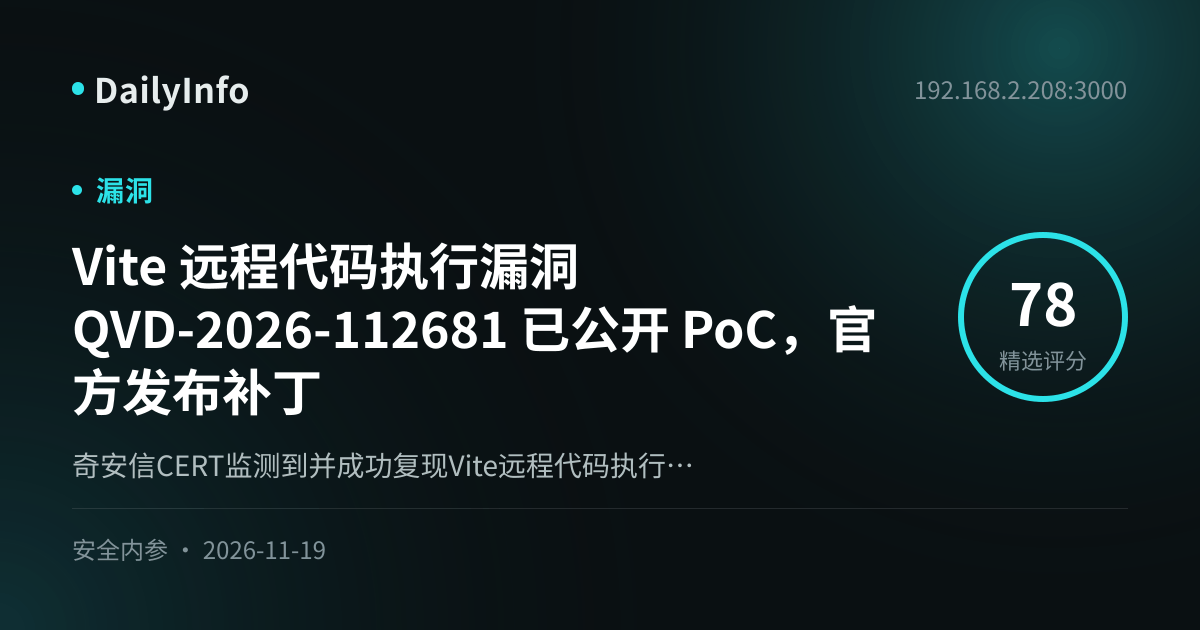 DailyInfo
192.168.2.208:3000
漏洞
Vite 远程代码执行漏洞
QVD-2026-112681 已公开 PoC，官
方发布补丁
78
精选评分
奇安信CERT监测到并成功复现Vite远程代码执行…
安全内参 · 2026-11-19